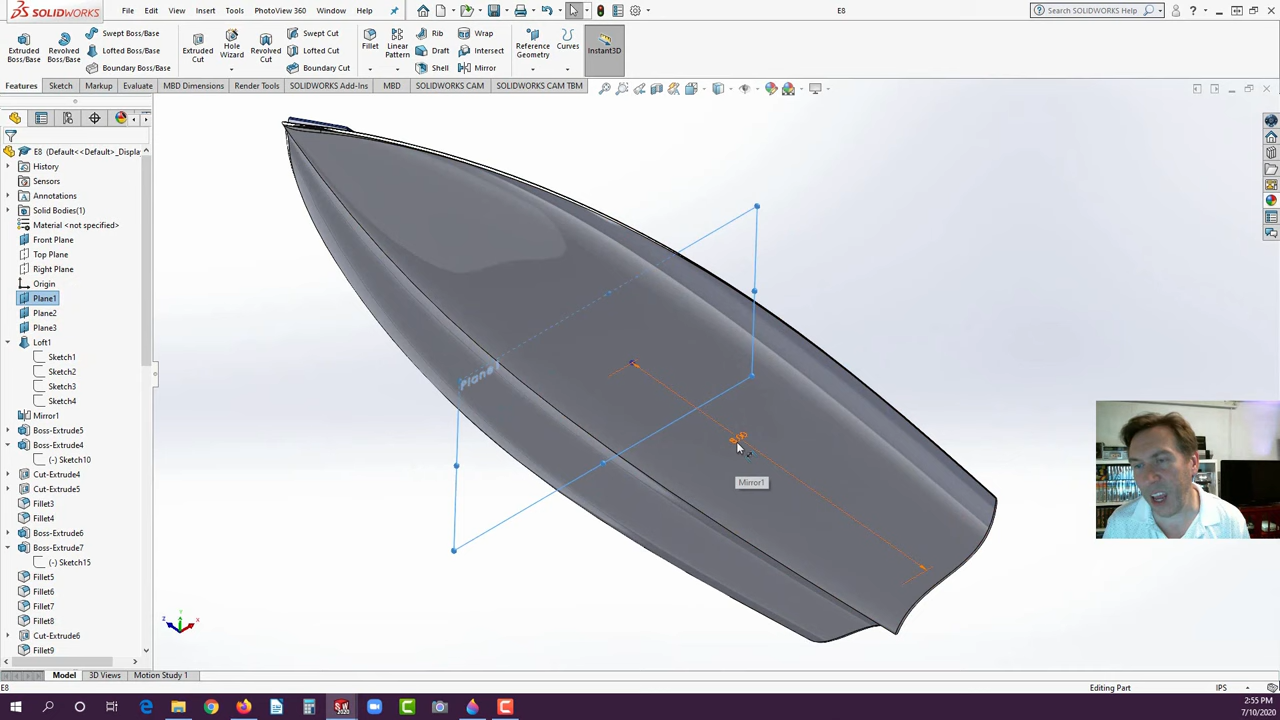 SOLIDWORKS
File Edit View Insert Tools PhotoView 360 Window Help
E8
Search SOLIDWORKS Help
Extruded Boss/Base
Revolved Boss/Base
Swept Boss/Base
Lofted Boss/Base
Boundary Boss/Base
Extruded Cut
Hole Wizard
Revolved Cut
Swept Cut
Lofted Cut
Boundary Cut
Fillet
Linear Pattern
Rib
Draft
Shell
Wrap
Intersect
Mirror
Reference Geometry
Curves
Instant3D
Features Sketch Markup Evaluate MBD Dimensions Render Tools SOLIDWORKS Add-Ins MBD SOLIDWORKS CAM SOLIDWORKS CAM TBM
E8 (Default<<Default>_Displa
History
Sensors
Annotations
Solid Bodies(1)
Material <not specified>
Front Plane
Top Plane
Right Plane
Origin
Plane1
Plane2
Plane3
Loft1
Sketch1
Sketch2
Sketch3
Sketch4
Mirror1
Boss-Extrude5
Boss-Extrude4
(-) Sketch10
Cut-Extrude4
Cut-Extrude5
Fillet3
Fillet4
Boss-Extrude6
Boss-Extrude7
(-) Sketch15
Fillet5
Fillet6
Fillet7
Fillet8
Cut-Extrude6
Fillet9
Plane1
Mirror1
Model 3D Views Motion Study 1
E8
Editing Part
IPS
2:55 PM
7/10/2020